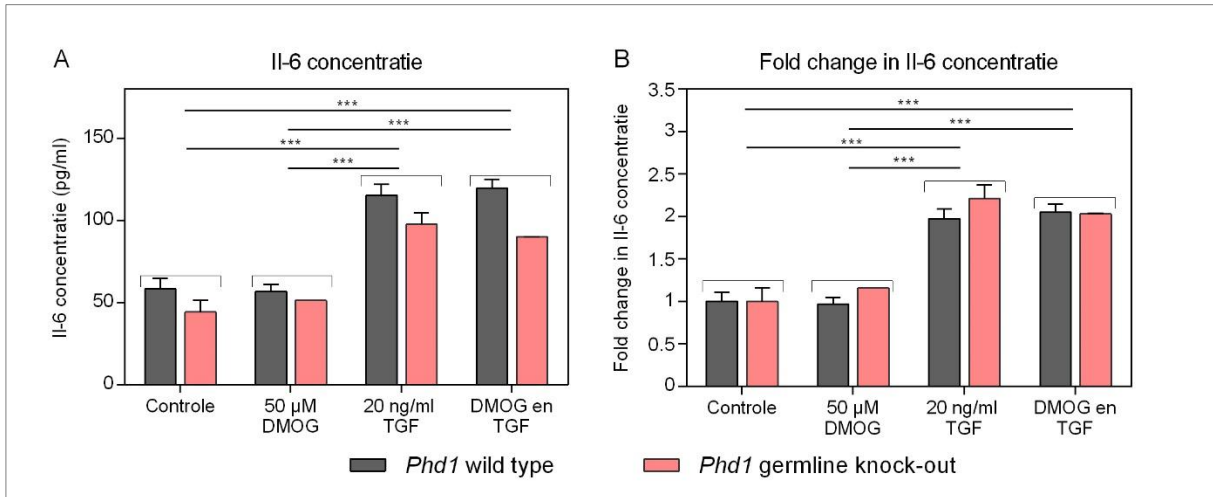 A
Il-6 concentratie
Il-6 concentratie (pg/ml)
150
100
50
0
***
***
***
***
Controle
50 µM
DMOG
20 ng/ml
TGF
DMOG en
TGF
B
Fold change in Il-6 concentratie
Fold change in Il-6 concentratie
3.5
3
2.5
2
1.5
1
0.5
0
***
***
***
***
Controle
50 µM
DMOG
20 ng/ml
TGF
DMOG en
TGF
Phd1 wild type
Phd1 germline knock-out